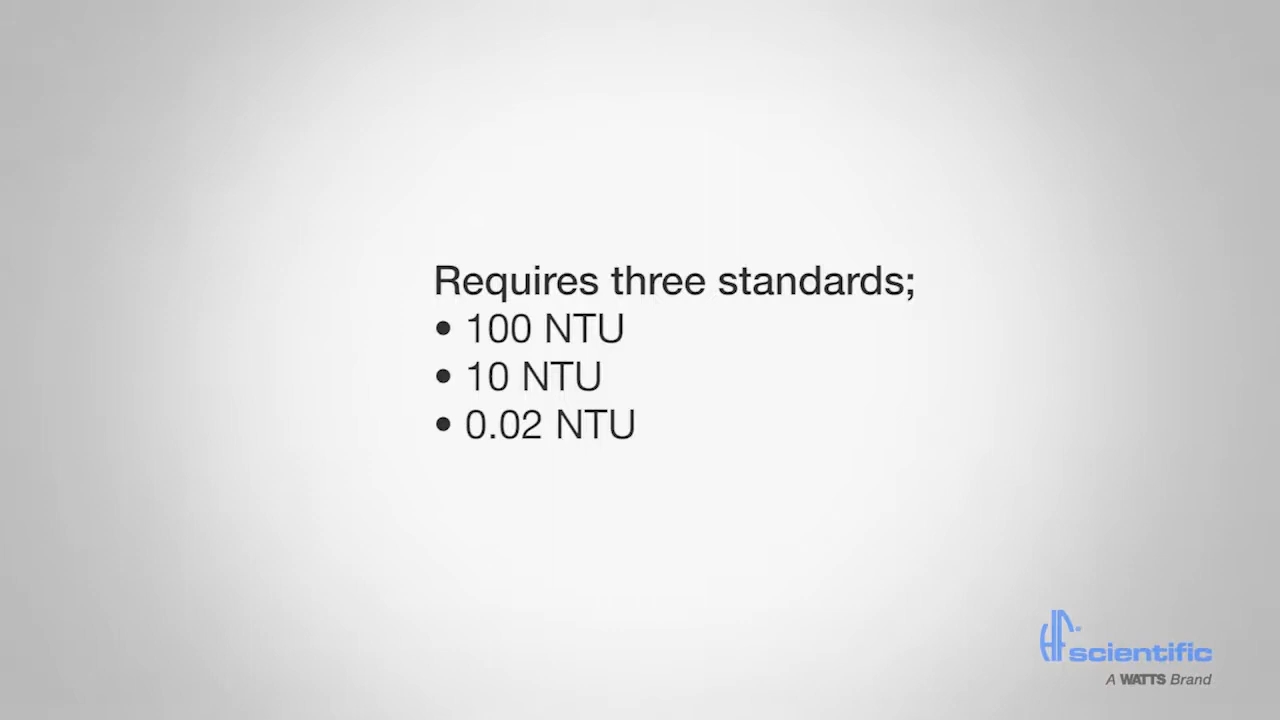 Requires three standards;
• 100 NTU
• 10 NTU
• 0.02 NTU
HF scientific
A WATTS Brand